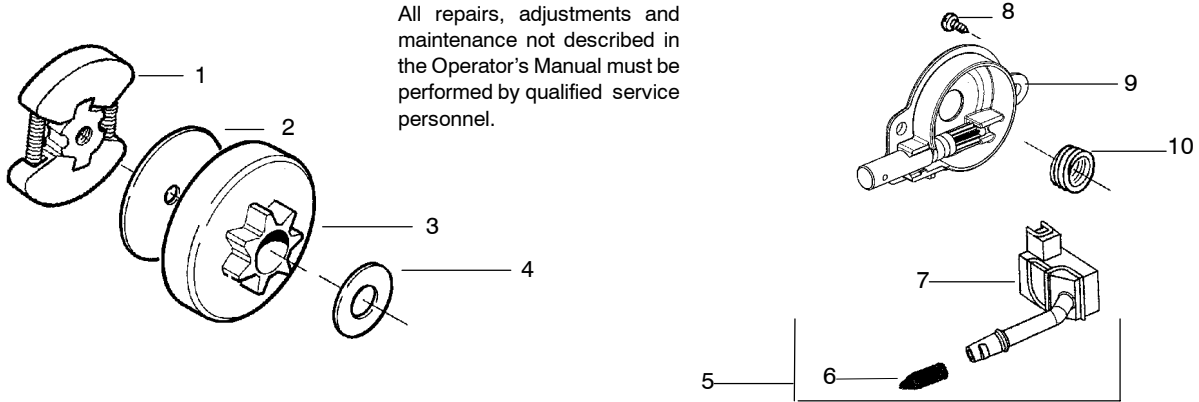 All repairs, adjustments and
maintenance not described in
the Operator's Manual must be
performed by qualified service
personnel.
1
2
3
4
8
9
10
7
5
6